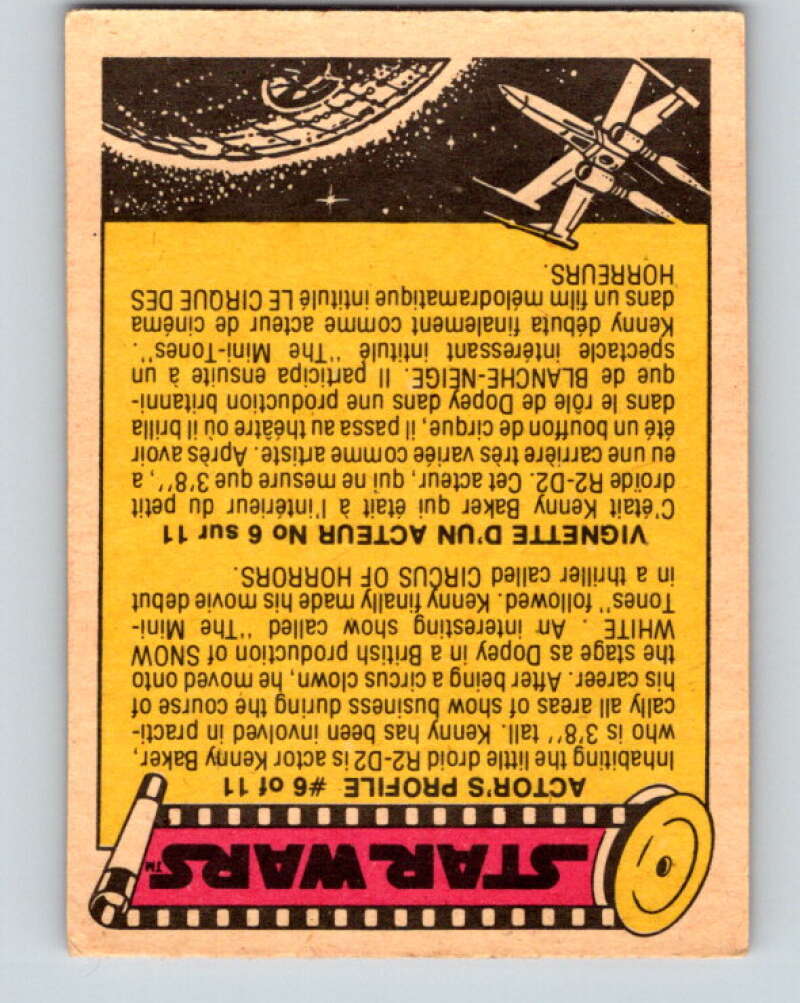 STAR WARS™
ACTOR'S PROFILE #6 of 11
Inhabiting the little droid R2-D2 is actor Kenny Baker,
who is 3'8'' tall. Kenny has been involved in practi-
cally all areas of show business during the course of
his career. After being a circus clown, he moved onto
the stage as Dopey in a British production of SNOW
WHITE . An interesting show called "The Mini-
Tones" followed. Kenny finally made his movie debut
in a thriller called CIRCUS OF HORRORS.
VIGNETTE D'UN ACTEUR No 6 sur 11
C'était Kenny Baker qui était à l'intérieur du petit
droïde R2-D2. Cet acteur, qui ne mesure que 3'8'', a
eu une carrière très variée comme artiste. Après avoir
été un bouffon de cirque, il passa au théâtre où il brilla
dans le rôle de Dopey dans une production britanni-
que de BLANCHE-NEIGE. Il participa ensuite à un
spectacle intéressant intitulé "The Mini-Tones".
Kenny débuta finalement comme acteur de cinéma
dans un film mélodramatique intitulé LE CIRQUE DES
HORREURS.